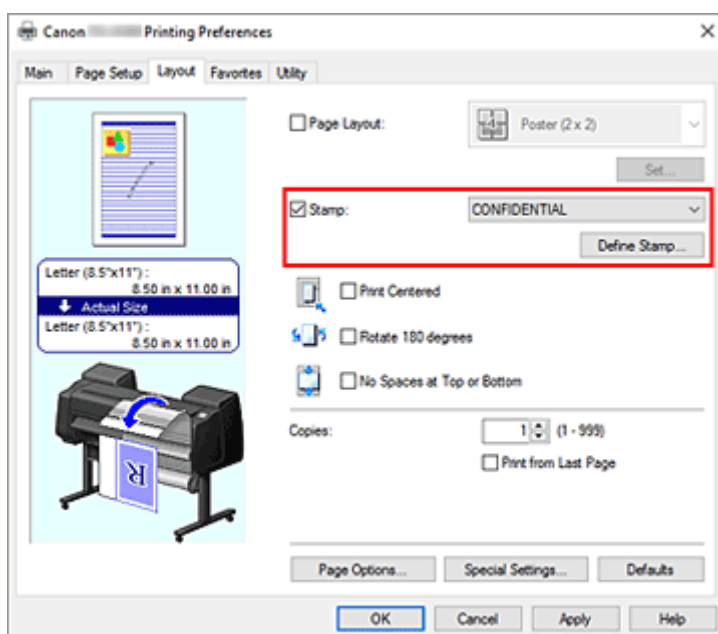 Canon Printing Preferences
Main Page Setup Layout Favorites Utility
Page Layout: Poster (2 x 2)
Set...
Stamp: CONFIDENTIAL
Define Stamp...
Letter (8.5"x11") :
8.50 in x 11.00 in
Actual Size
Letter (8.5"x11") :
8.50 in x 11.00 in
Print Centered
Rotate 180 degrees
No Spaces at Top or Bottom
Copies: 1 (1 - 999)
Print from Last Page
R
Page Options... Special Settings... Defaults
OK Cancel Apply Help